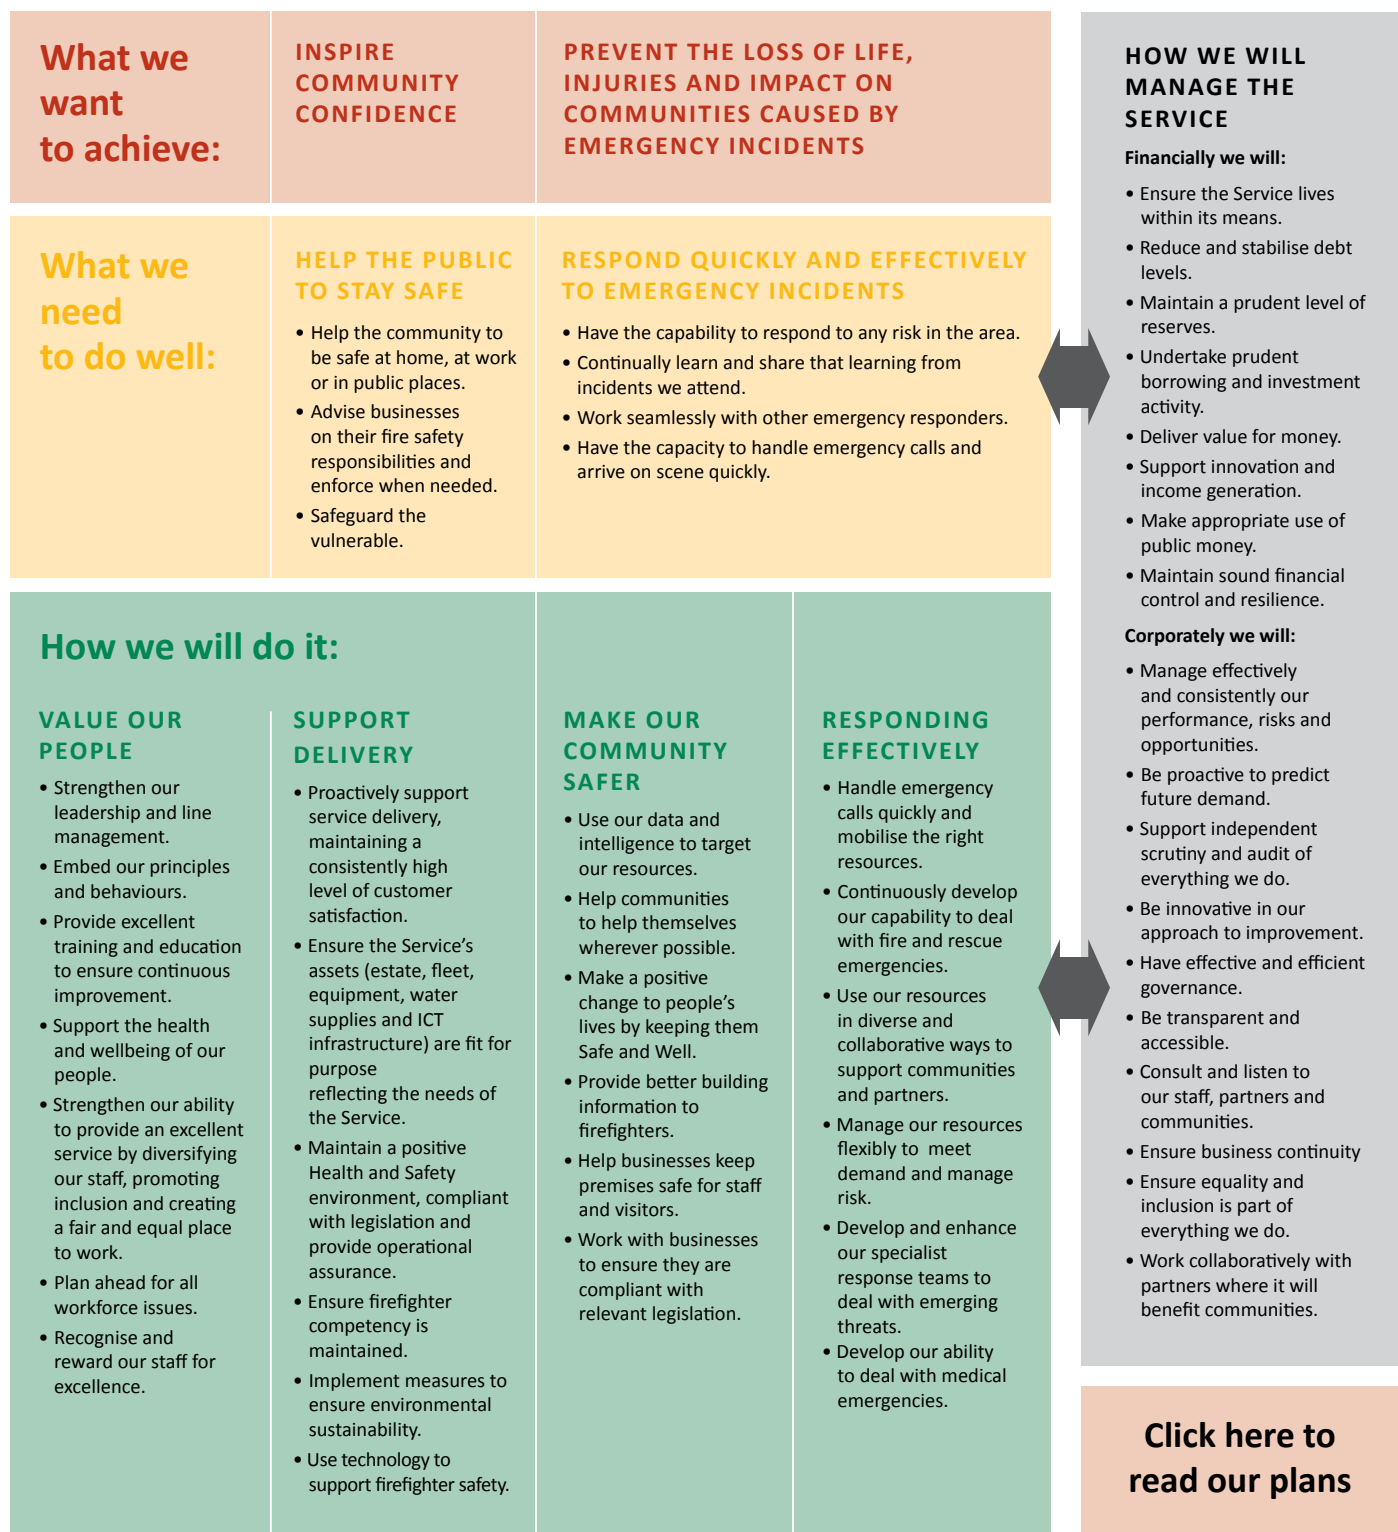 What we
want
to achieve:
INSPIRE
COMMUNITY
CONFIDENCE
PREVENT THE LOSS OF LIFE,
INJURIES AND IMPACT ON
COMMUNITIES CAUSED BY
EMERGENCY INCIDENTS
What we
need
to do well:
HELP THE PUBLIC
TO STAY SAFE
• Help the community to
be safe at home, at work
or in public places.
• Advise businesses
on their fire safety
responsibilities and
enforce when needed.
• Safeguard the
vulnerable.
RESPOND QUICKLY AND EFFECTIVELY
TO EMERGENCY INCIDENTS
• Have the capability to respond to any risk in the area.
• Continually learn and share that learning from
incidents we attend.
• Work seamlessly with other emergency responders.
• Have the capacity to handle emergency calls and
arrive on scene quickly.
How we will do it:
VALUE OUR
PEOPLE
• Strengthen our
leadership and line
management.
• Embed our principles
and behaviours.
• Provide excellent
training and education
to ensure continuous
improvement.
• Support the health
and wellbeing of our
people.
• Strengthen our ability
to provide an excellent
service by diversifying
our staff, promoting
inclusion and creating
a fair and equal place
to work.
• Plan ahead for all
workforce issues.
• Recognise and
reward our staff for
excellence.
SUPPORT
DELIVERY
• Proactively support
service delivery,
maintaining a
consistently high
level of customer
satisfaction.
• Ensure the Service's
assets (estate, fleet,
equipment, water
supplies and ICT
infrastructure) are fit for
purpose
reflecting the needs of
the Service.
• Maintain a positive
Health and Safety
environment, compliant
with legislation and
provide operational
assurance.
• Ensure firefighter
competency is
maintained.
• Implement measures to
ensure environmental
sustainability.
• Use technology to
support firefighter safety.
MAKE OUR
COMMUNITY
SAFER
• Use our data and
intelligence to target
our resources.
• Help communities
to help themselves
wherever possible.
• Make a positive
change to people's
lives by keeping them
Safe and Well.
• Provide better building
information to
firefighters.
• Help businesses keep
premises safe for staff
and visitors.
• Work with businesses
to ensure they are
compliant with
relevant legislation.
RESPONDING
EFFECTIVELY
• Handle emergency
calls quickly and
mobilise the right
resources.
• Continuously develop
our capability to deal
with fire and rescue
emergencies.
• Use our resources
in diverse and
collaborative ways to
support communities
and partners.
• Manage our resources
flexibly to meet
demand and manage
risk.
• Develop and enhance
our specialist
response teams to
deal with emerging
threats.
• Develop our ability
to deal with medical
emergencies.
HOW WE WILL
MANAGE THE
SERVICE
Financially we will:
• Ensure the Service lives
within its means.
• Reduce and stabilise debt
levels.
• Maintain a prudent level of
reserves.
• Undertake prudent
borrowing and investment
activity.
• Deliver value for money.
• Support innovation and
income generation.
• Make appropriate use of
public money.
• Maintain sound financial
control and resilience.
Corporately we will:
• Manage effectively
and consistently our
performance, risks and
opportunities.
• Be proactive to predict
future demand.
• Support independent
scrutiny and audit of
everything we do.
• Be innovative in our
approach to improvement.
• Have effective and efficient
governance.
• Be transparent and
accessible.
• Consult and listen to
our staff, partners and
communities.
• Ensure business continuity
• Ensure equality and
inclusion is part of
everything we do.
• Work collaboratively with
partners where it will
benefit communities.
Click here to
read our plans